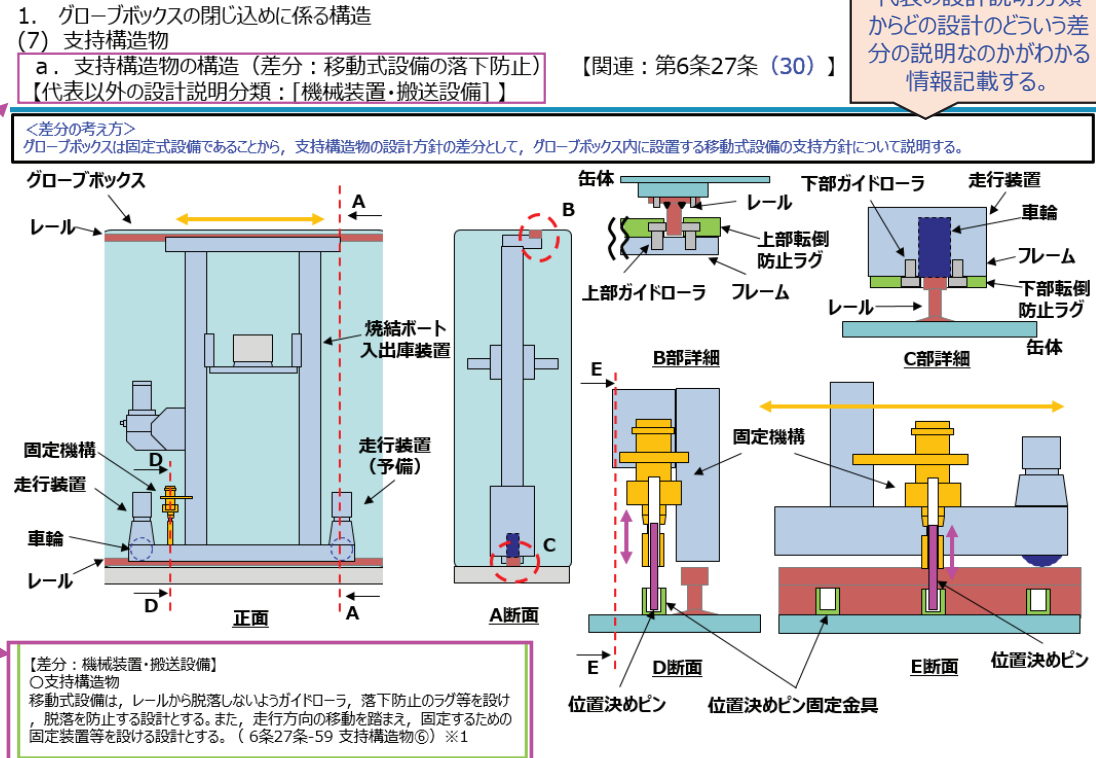 1. グローブボックスの閉じ込めに係る構造
(7) 支持構造物
a. 支持構造物の構造（差分：移動式設備の落下防止） 【関連：第6条27条（30）】
【代表以外の設計説明分類：[機械装置・搬送設備] 】
からどの設計のどういう差
分の説明なのかがわかる
情報記載する。
＜差分の考え方＞
グローブボックスは固定式設備であることから，支持構造物の設計方針の差分として，グローブボックス内に設置する移動式設備の支持方針について説明する。
グローブボックス
レール
A
焼結ボート
入出庫装置
固定機構
D
走行装置
走行装置
（予備）
車輪
レール
D
A
正面
B
C
A断面
缶体
レール
上部転倒
防止ラグ
上部ガイドローラ
フレーム
B部詳細
下部ガイドローラ
走行装置
車輪
フレーム
下部転倒
防止ラグ
レール
缶体
C部詳細
E
固定機構
E
D断面
E断面
位置決めピン
位置決めピン
位置決めピン固定金具
【差分：機械装置・搬送設備】
○支持構造物
移動式設備は，レールから脱落しないようガイドローラ，落下防止のラグ等を設け
，脱落を防止する設計とする。また，走行方向の移動を踏まえ，固定するための
固定装置等を設ける設計とする。（ 6条27条-59 支持構造物⑥）※1